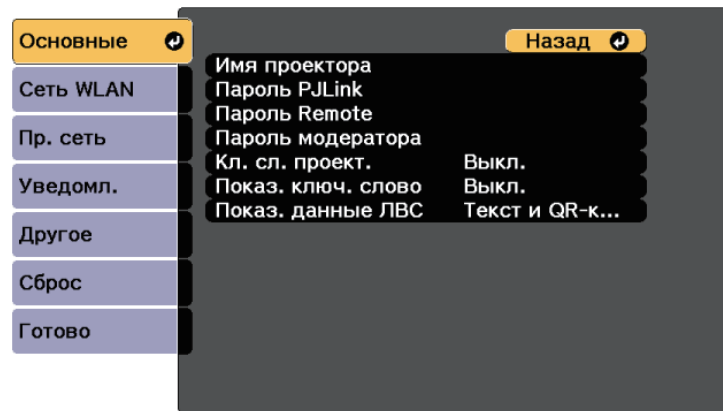 Основные
Сеть WLAN
Пр. сеть
Уведомл.
Другое
Сброс
Готово
Назад
Имя проектора
Пароль PJLink
Пароль Remote
Пароль модератора
Кл. сл. проект. Выкл.
Показ. ключ. слово Выкл.
Показ. данные ЛВС Текст и QR-к...